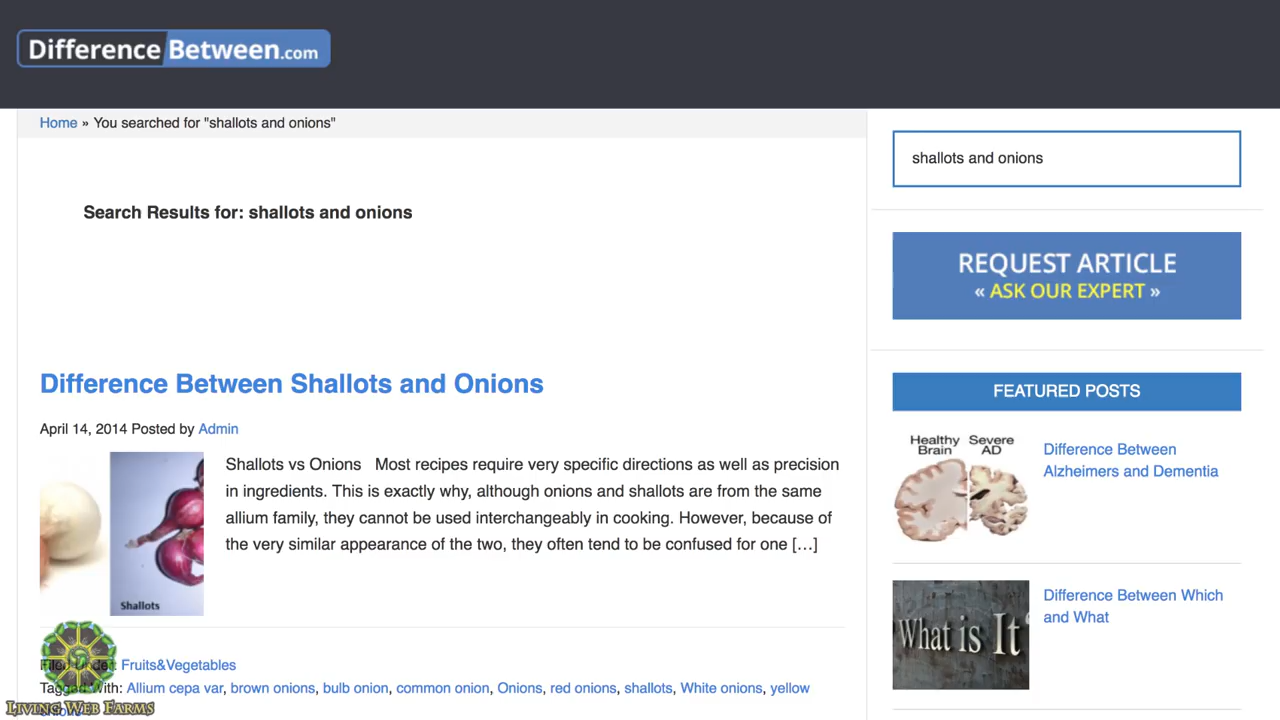 DifferenceBetween.com
Home » You searched for "shallots and onions"
shallots and onions
Search Results for: shallots and onions
REQUEST ARTICLE
« ASK OUR EXPERT »
FEATURED POSTS
Difference Between Shallots and Onions
April 14, 2014 Posted by Admin
Shallots vs Onions Most recipes require very specific directions as well as precision
in ingredients. This is exactly why, although onions and shallots are from the same
allium family, they cannot be used interchangeably in cooking. However, because of
the very similar appearance of the two, they often tend to be confused for one […]
Shallots
Filed Under: Fruits&Vegetables
Tagged With: Allium cepa var, brown onions, bulb onion, common onion, Onions, red onions, shallots, White onions, yellow
onions
Healthy Brain
Severe AD
Difference Between
Alzheimers and Dementia
What is It
Difference Between Which
and What
LIVING WEB FARMS